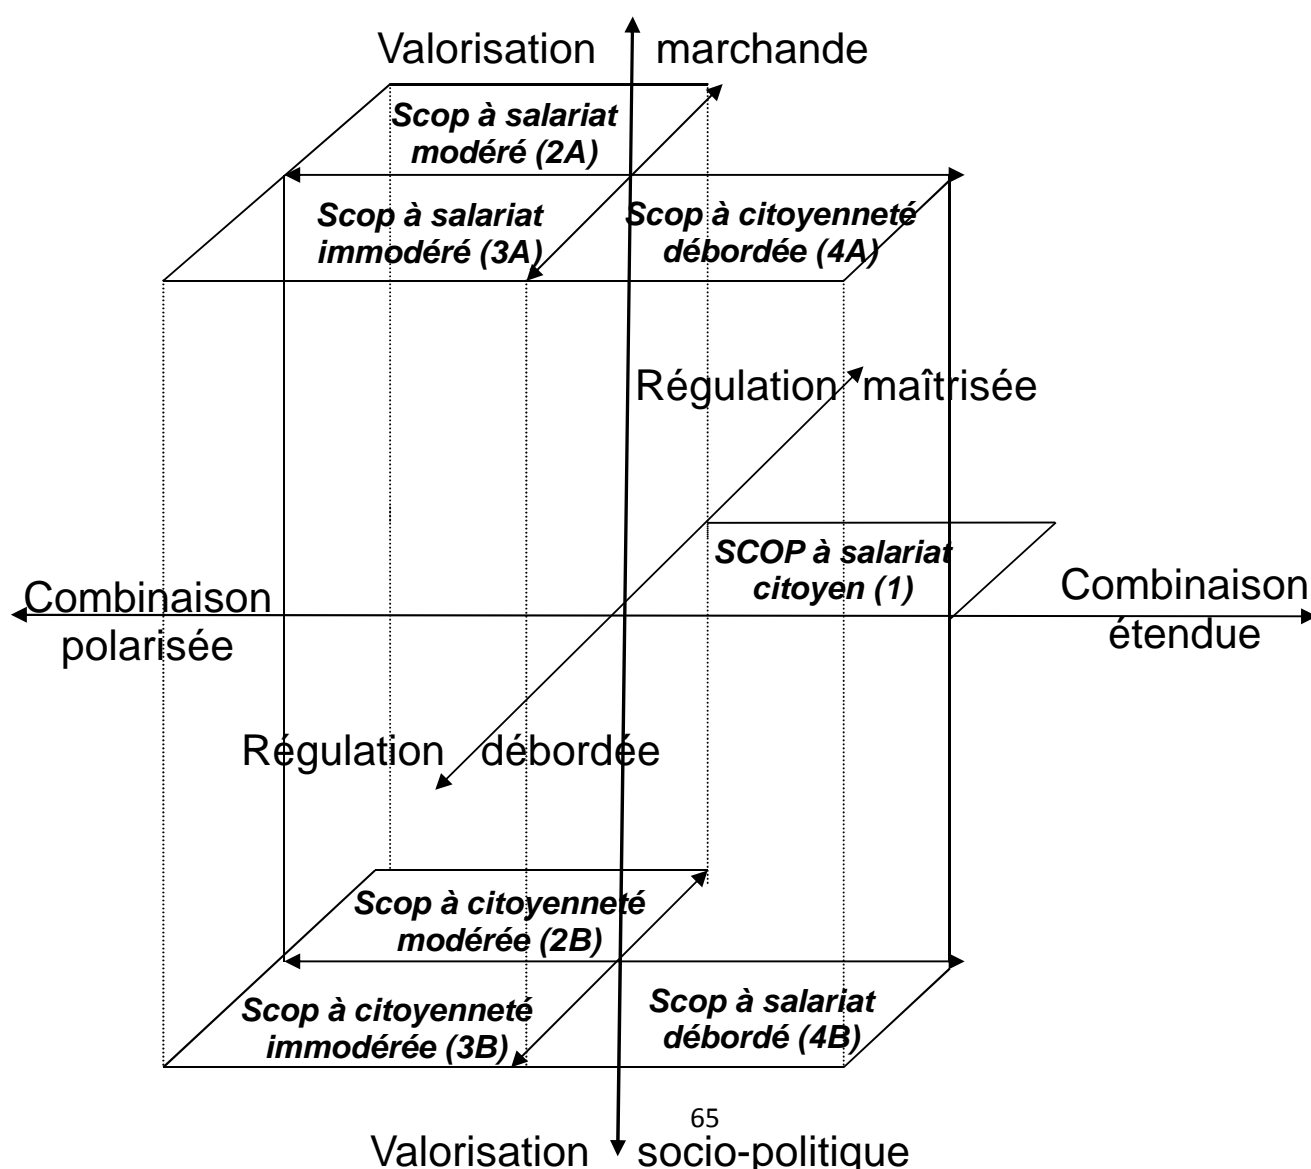 Valorisation marchande
Scop à salariat
modéré (2A)
Scop à salariat
immodéré (3A)
Scop à citoyenneté
débordée (4A)
Régulation maîtrisée
SCOP à salariat
citoyen (1)
Combinaison
polarisée
Combinaison
étendue
Régulation débordée
Scop à citoyenneté
modérée (2B)
Scop à citoyenneté
immodérée (3B)
Scop à salariat
débordé (4B)
65
Valorisation socio-politique